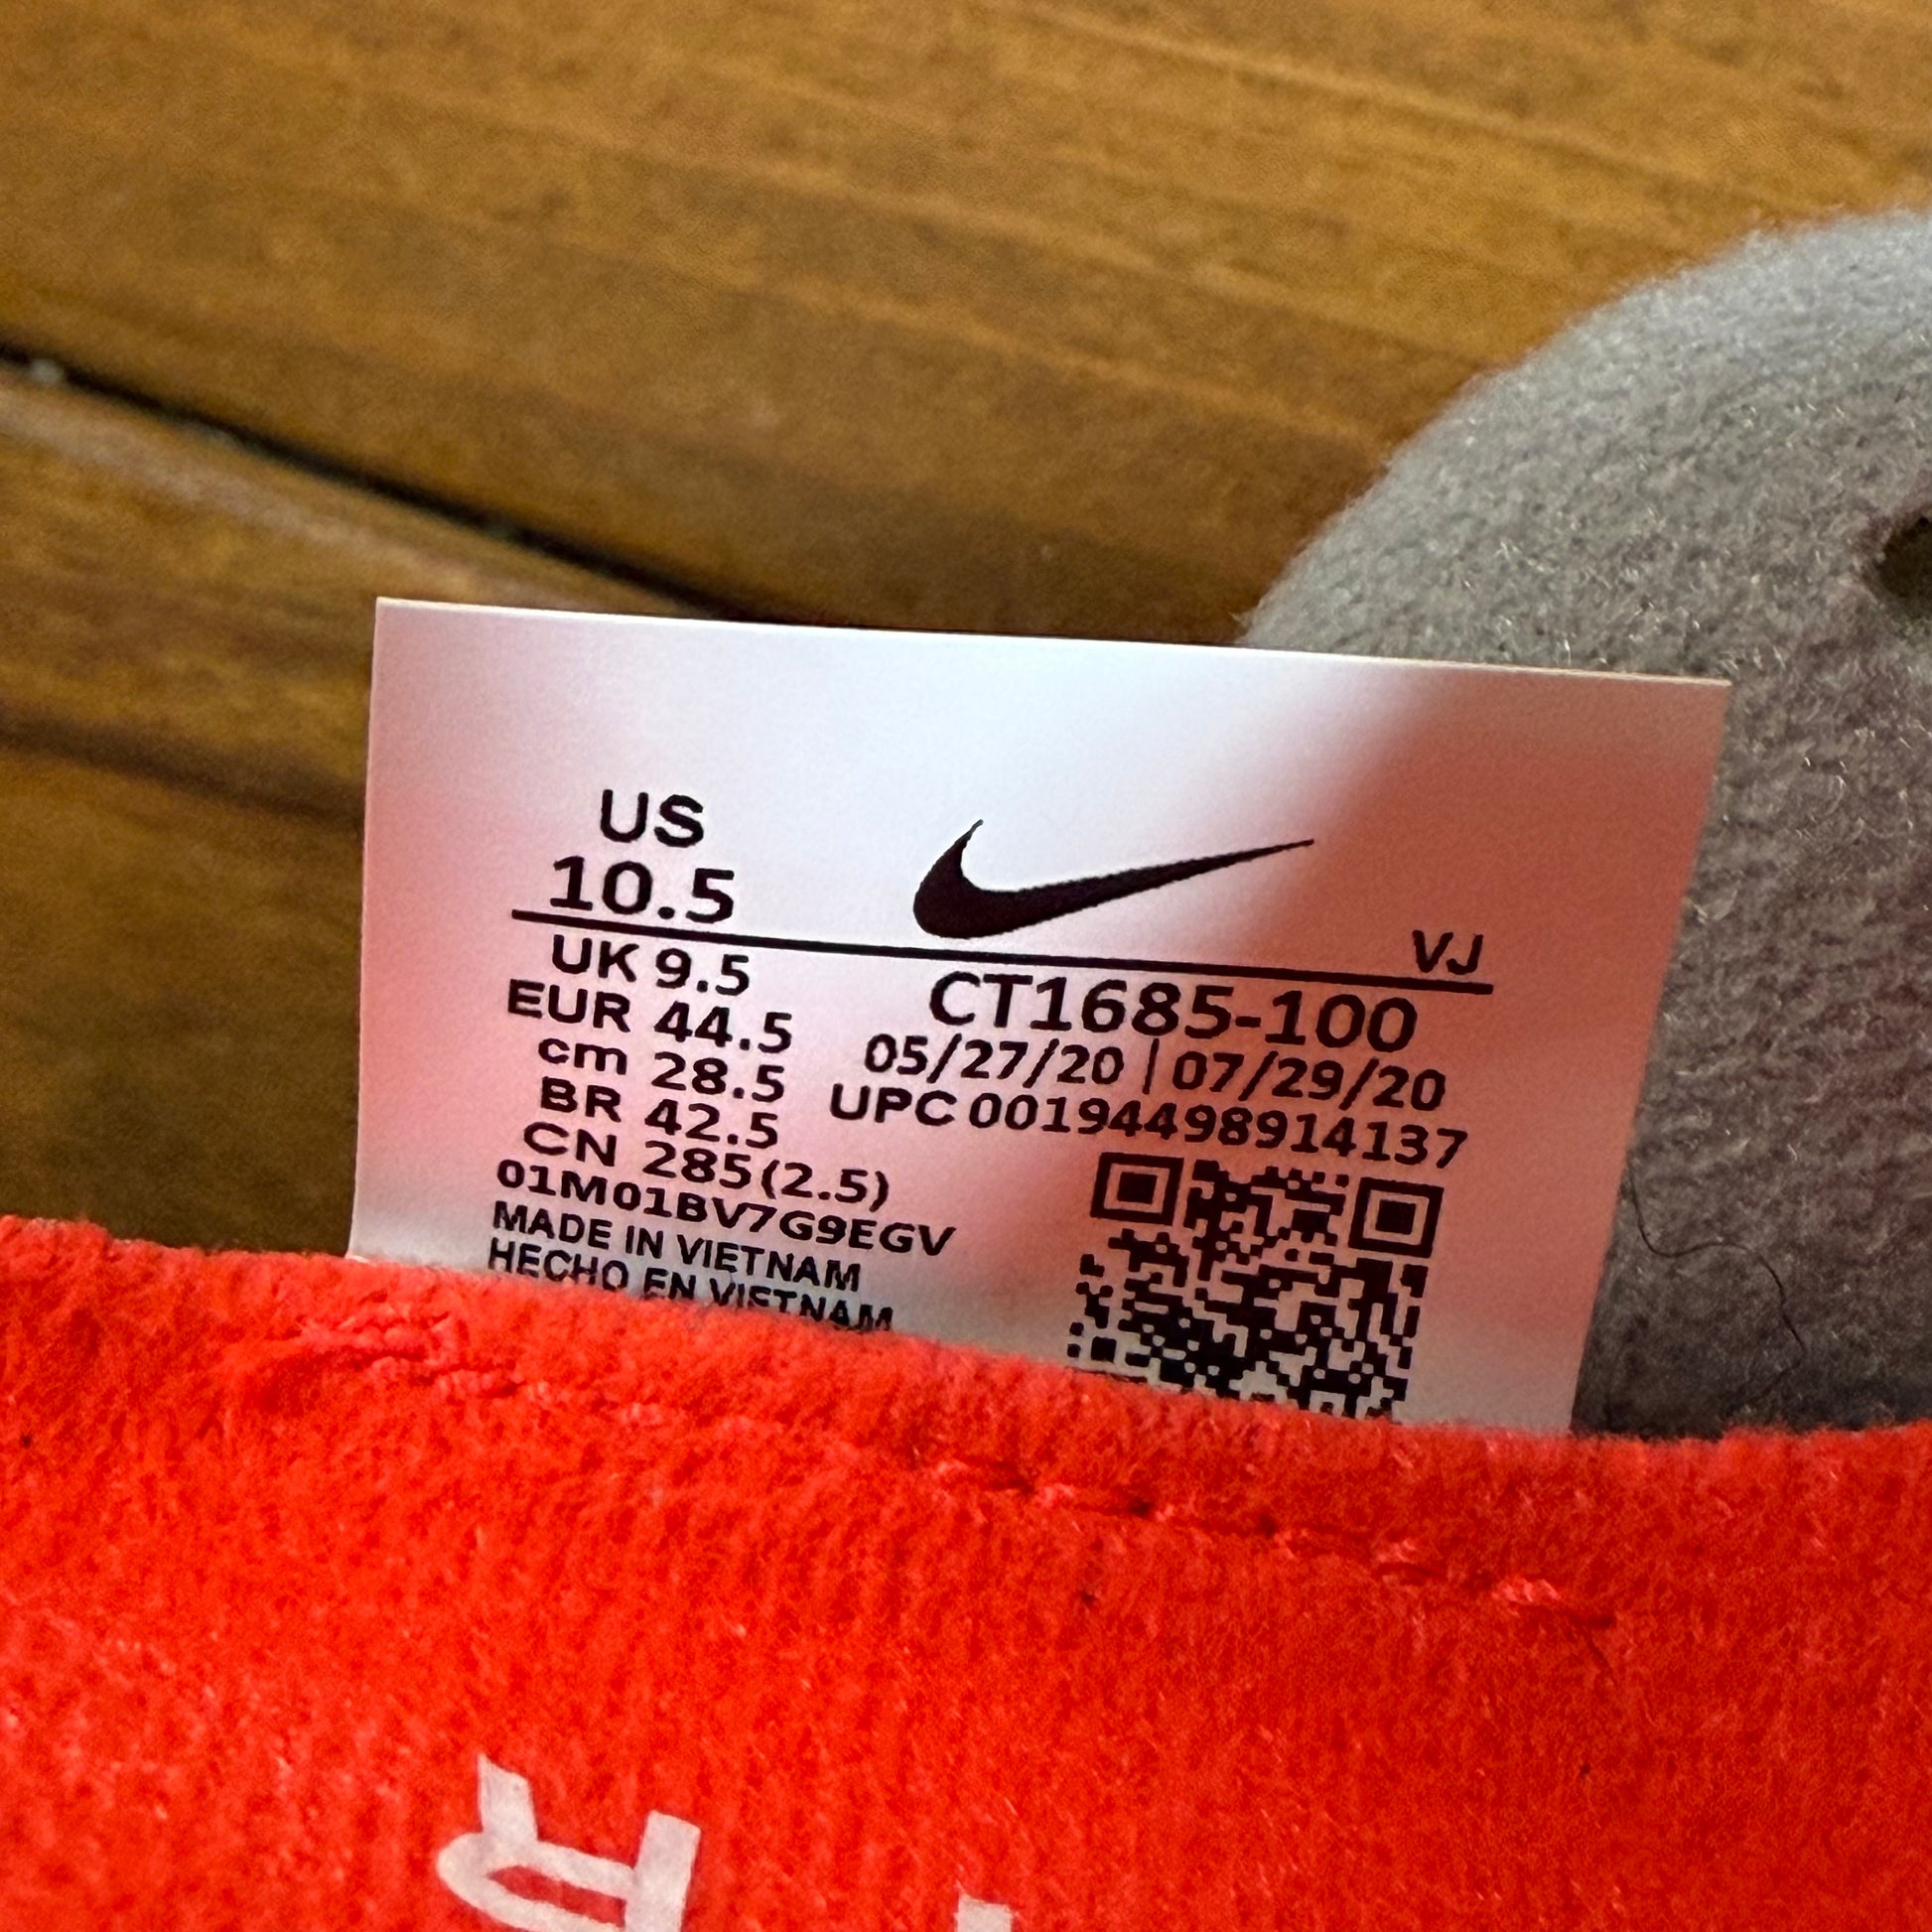 US
10.5
VJ
UK 9.5
EUR 44.5
cm 28.5
BR 42.5
CN 285(2.5)
01M01BV7G9EGV
MADE IN VIETNAM
HECHO EN VIETNAM
CT1685-100
05/27/20 | 07/29/20
UPC 00194498914137
R